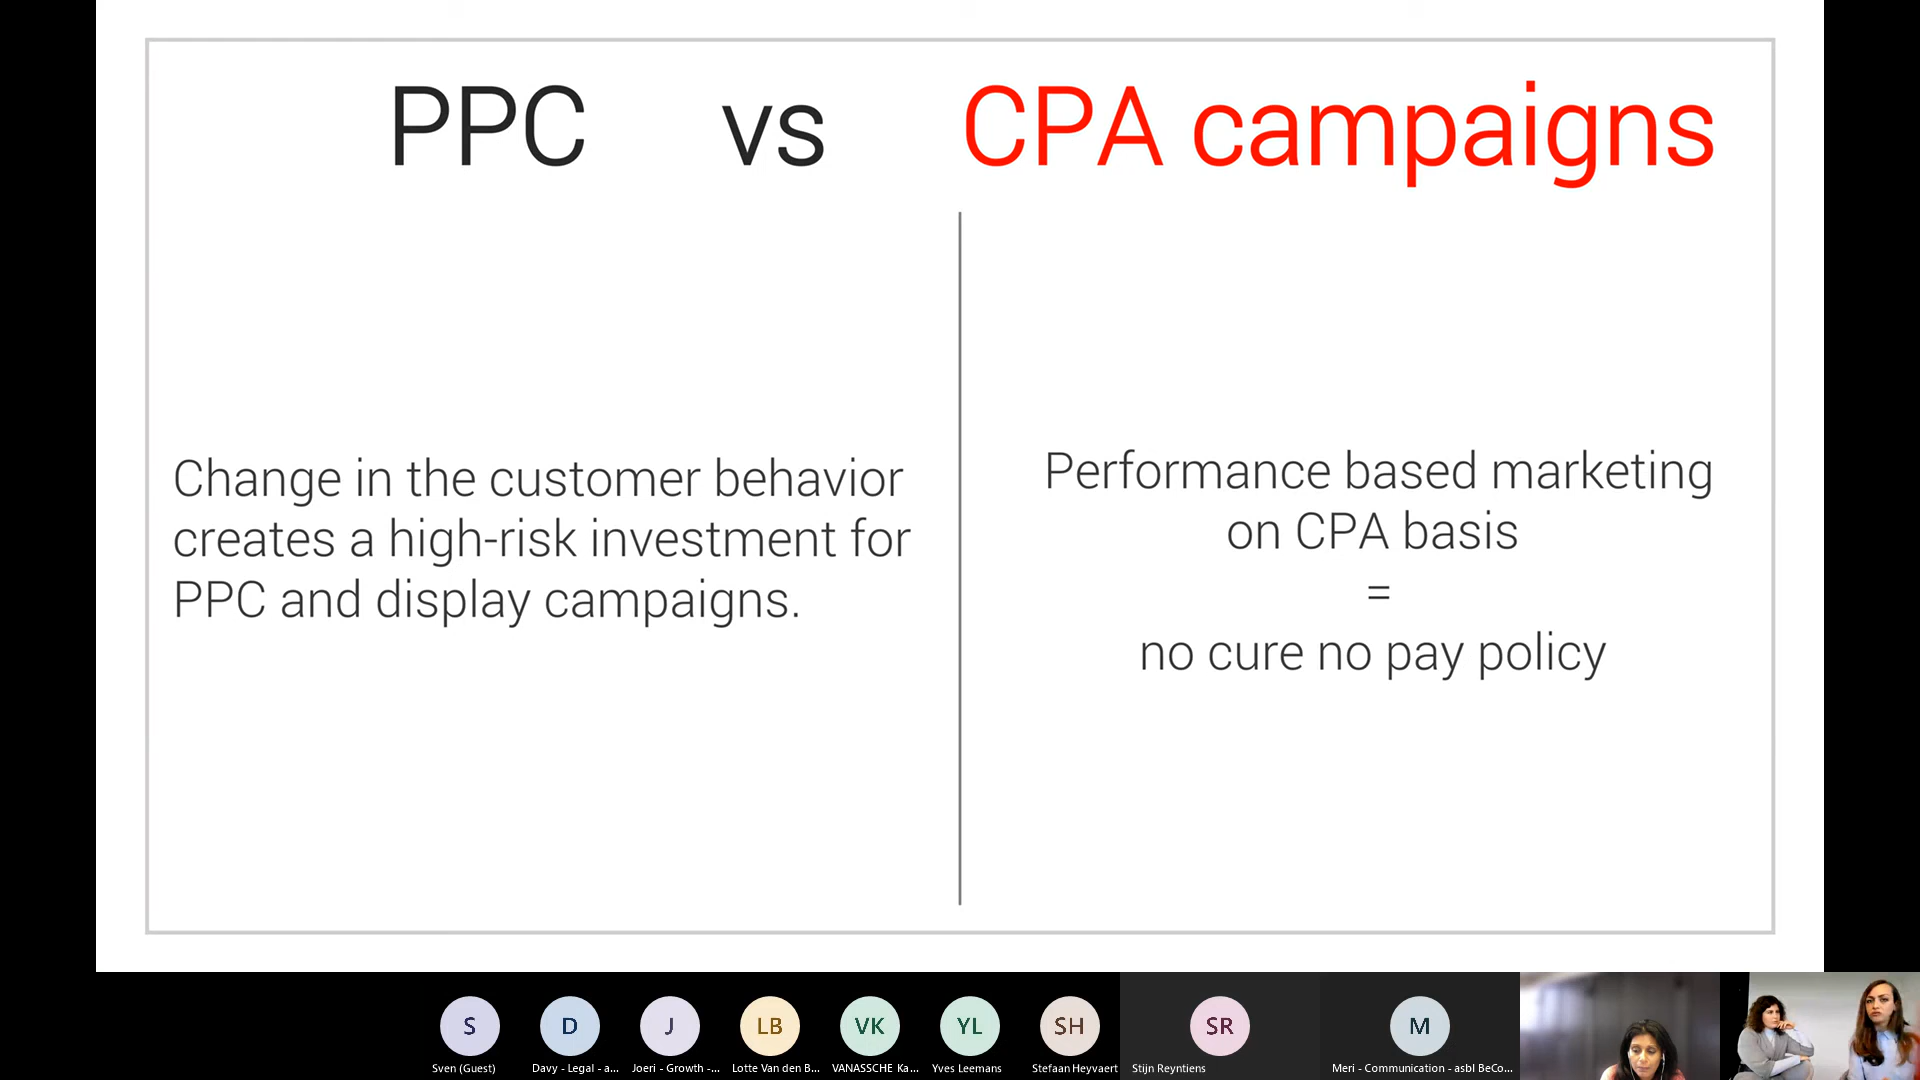 PPC vs CPA campaigns
Change in the customer behavior
creates a high-risk investment for
PPC and display campaigns.
Performance based marketing
on CPA basis
=
no cure no pay policy
S
D
J
LB
VK
YL
SH
SR
M
Sven (Guest)
Davy - Legal - a...
Joeri - Growth -...
Lotte Van den B...
VANASSCHE Ka...
Yves Leemans
Stefaan Heyvaert
Stijn Reyntiens
Meri - Communication - asbl BeCo...